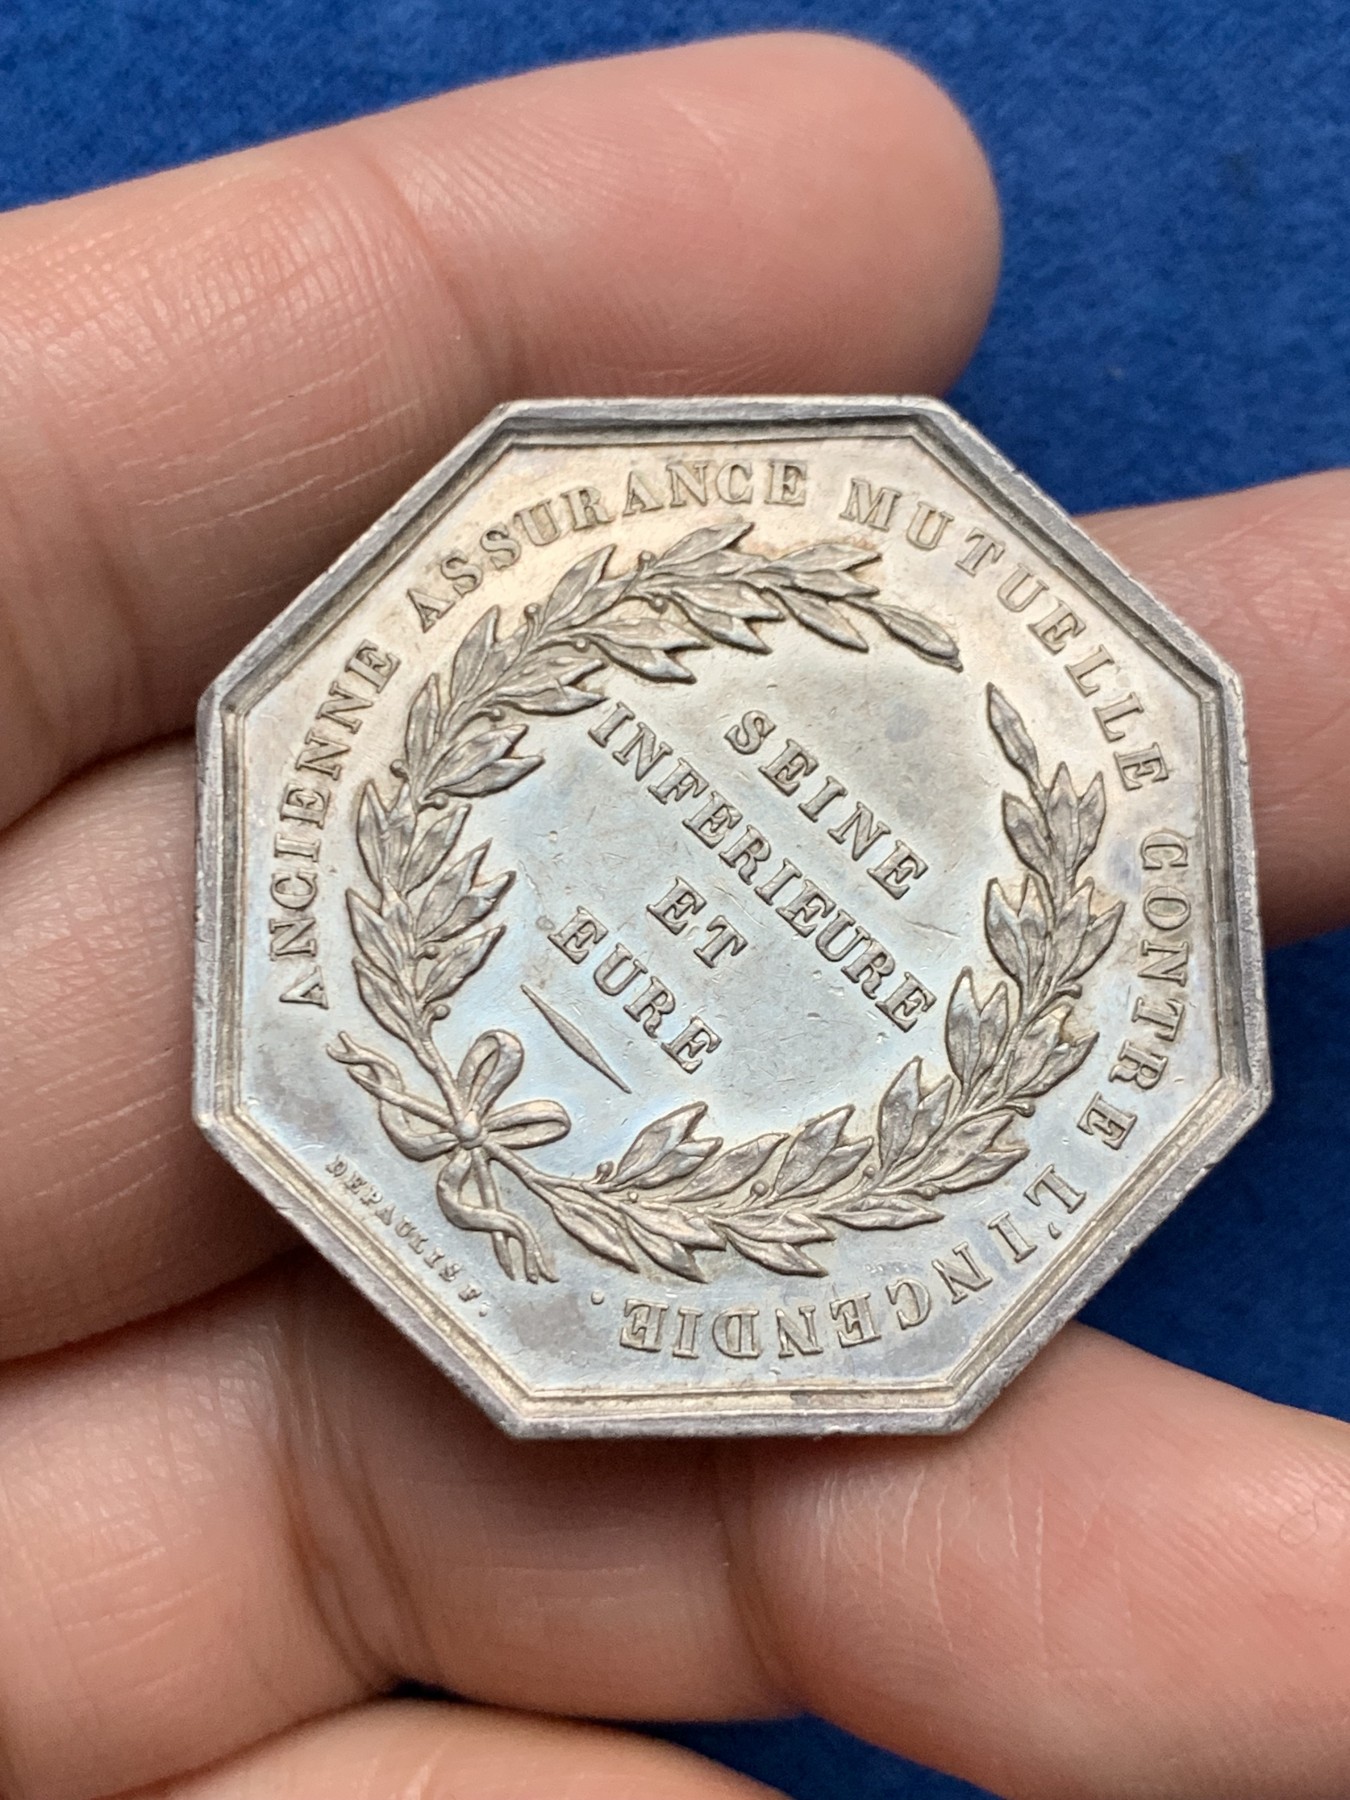 ANCIENNE ASSURANCE MUTUELLE CONTRE L'INCENDIE.
SEINE
INFERIEURE
ET
EURE
DEPAULIS F.